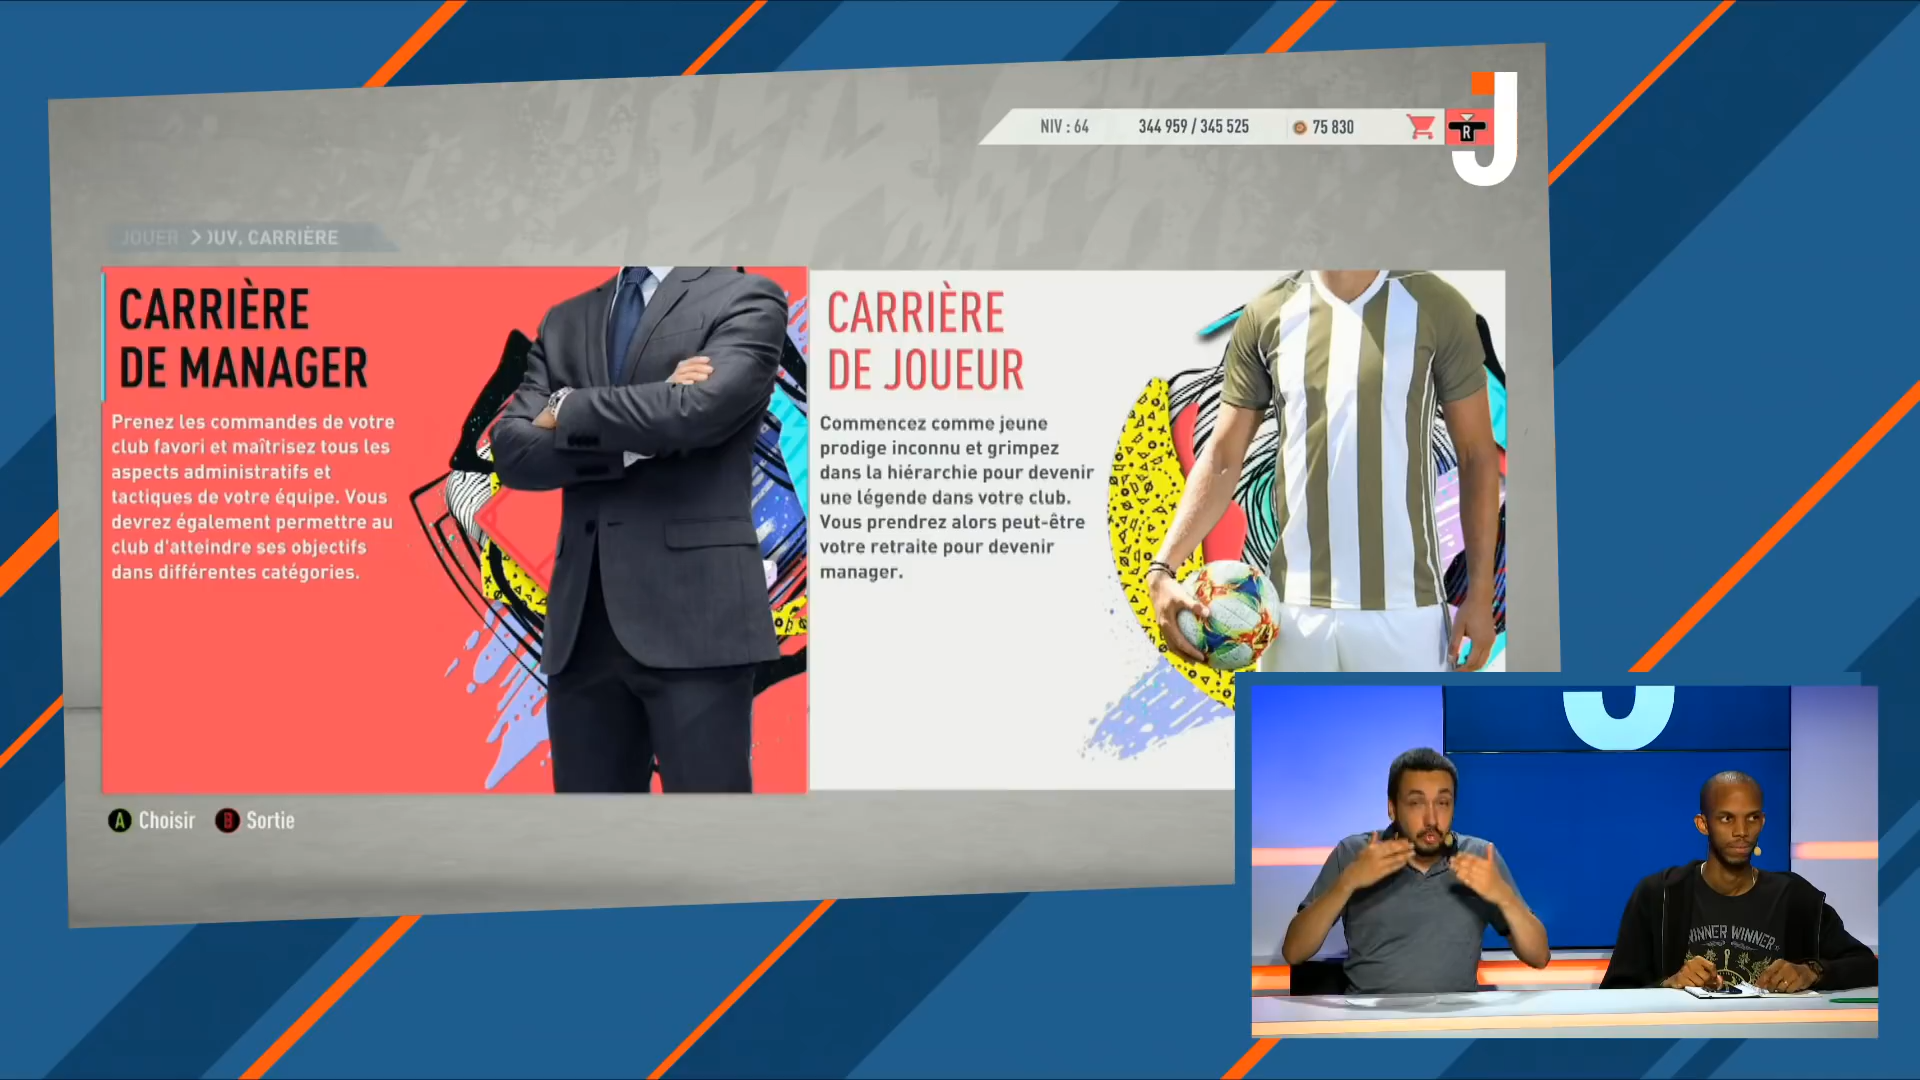 NIV : 64
344 959 / 345 525
75 830
R
J
JOUER > OUV. CARRIÈRE
CARRIÈRE
DE MANAGER
Prenez les commandes de votre
club favori et maîtrisez tous les
aspects administratifs et
tactiques de votre équipe. Vous
devrez également permettre au
club d'atteindre ses objectifs
dans différentes catégories.
CARRIÈRE
DE JOUEUR
Commencez comme jeune
prodige inconnu et grimpez
dans la hiérarchie pour devenir
une légende dans votre club.
Vous prendrez alors peut-être
votre retraite pour devenir
manager.
A Choisir B Sortie
J
WINNER WINNER